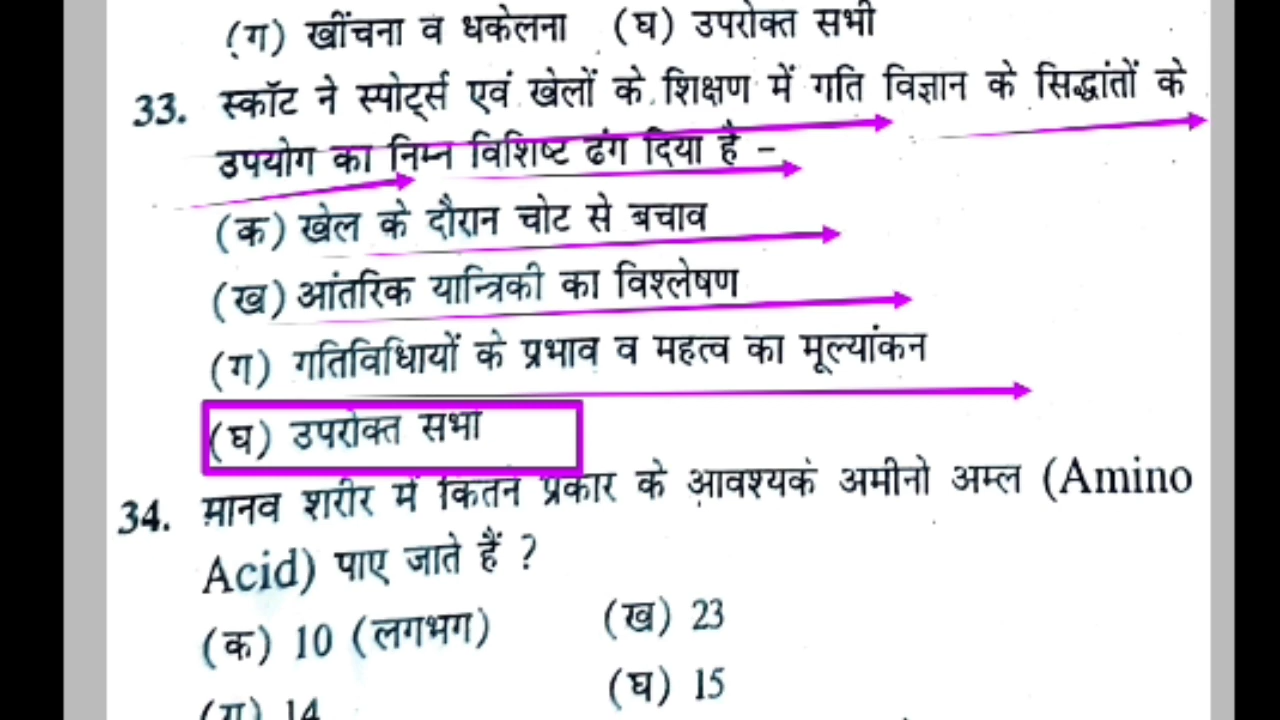 (ग) खींचना व धकेलना (घ) उपरोक्त सभी
33. स्कॉट ने स्पोर्ट्स एवं खेलों के शिक्षण में गति विज्ञान के सिद्धांतों के
उपयोग का निम्न विशिष्ट ढंग दिया है –
(क) खेल के दौरान चोट से बचाव
(ख) आंतरिक यान्त्रिकी का विश्लेषण
(ग) गतिविधिायों के प्रभाव व महत्व का मूल्यांकन
(घ) उपरोक्त सभी
34. मानव शरीर में कितने प्रकार के आवश्यक अमीनो अम्ल (Amino
Acid) पाए जाते हैं ?
(क) 10 (लगभग) (ख) 23
(ग) 14 (घ) 15